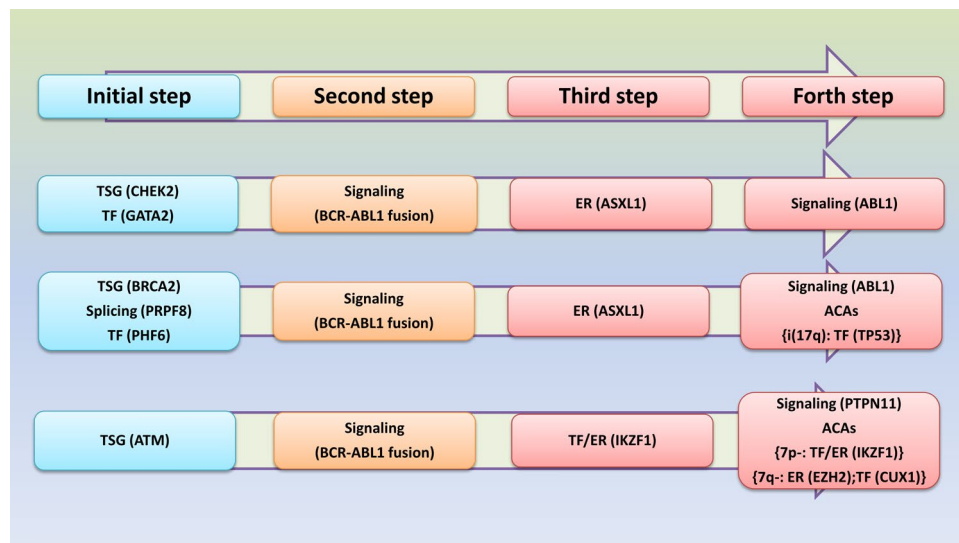 Initial step
Second step
Third step
Forth step
TSG (CHEK2)
TF (GATA2)
Signaling
(BCR-ABL1 fusion)
ER (ASXL1)
Signaling (ABL1)
TSG (BRCA2)
Splicing (PRPF8)
TF (PHF6)
Signaling
(BCR-ABL1 fusion)
ER (ASXL1)
Signaling (ABL1)
ACAs
{i(17q): TF (TP53)}
TSG (ATM)
Signaling
(BCR-ABL1 fusion)
TF/ER (IKZF1)
Signaling (PTPN11)
ACAs
{7p-: TF/ER (IKZF1)}
{7q-: ER (EZH2);TF (CUX1)}